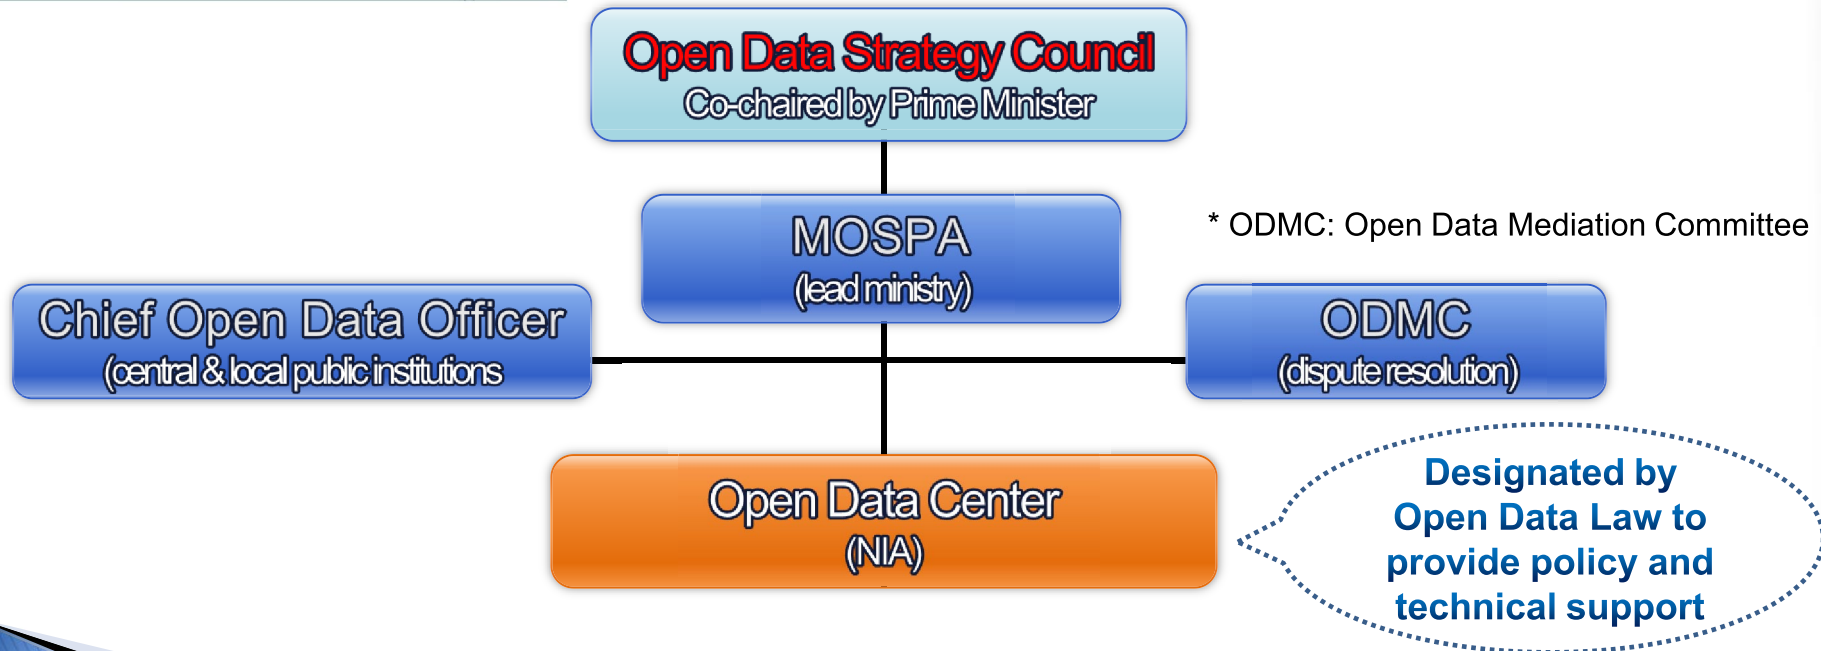 Open Data Strategy Council
Co-chaired by Prime Minister
MOSPA
(lead ministry)
* ODMC: Open Data Mediation Committee
Chief Open Data Officer
(central & local public institutions
ODMC
(dispute resolution)
Open Data Center
(NIA)
Designated by
Open Data Law to
provide policy and
technical support